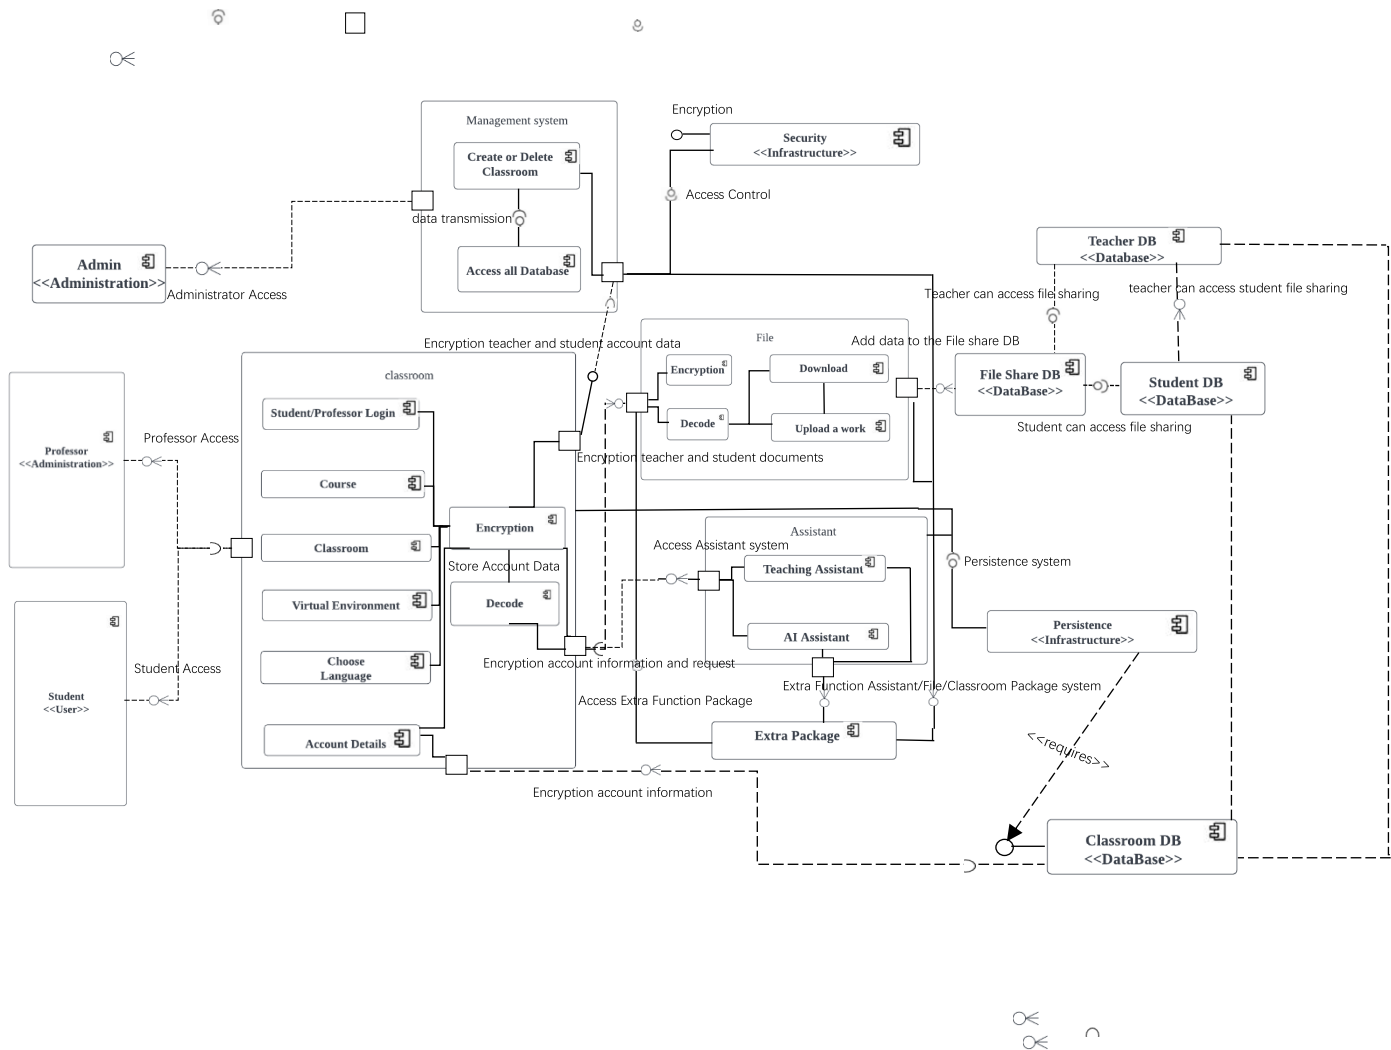 Encryption
Management system
Security
<<Infrastructure>>
Create or Delete
Classroom
Access Control
data transmission
Teacher DB
<<Database>>
Admin
<<Administration>>
Access all Database
Administrator Access
Teacher can access file sharing
teacher can access student file sharing
Encryption teacher and student account data
File
Add data to the File share DB
classroom
Encryption
Download
File Share DB
<<DataBase>>
Student DB
<<DataBase>>
Student/Professor Login
Decode
Upload a work
Student can access file sharing
Professor Access
Professor
<<Administration>>
Encryption teacher and student documents
Course
Encryption
Assistant
Classroom
Access Assistant system
Store Account Data
Teaching Assistant
Persistence system
Virtual Environment
Decode
AI Assistant
Persistence
<<Infrastructure>>
Student Access
Choose
Language
Encryption account information and request
Student
<<User>>
Access Extra Function Package
Extra Function Assistant/File/Classroom Package system
Account Details
Extra Package
<<requires>>
Encryption account information
Classroom DB
<<DataBase>>